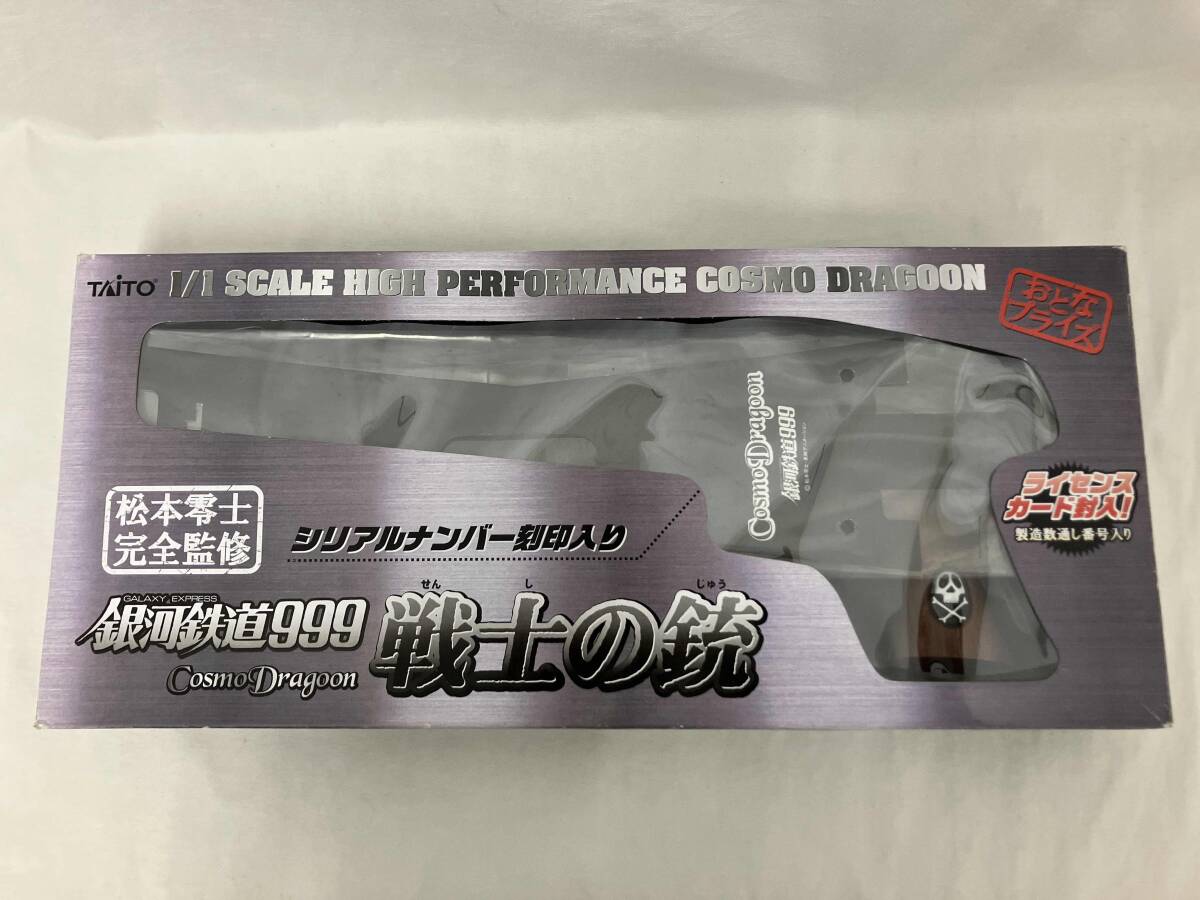 TAITO
1/1 SCALE HIGH PERFORMANCE COSMO DRAGOON
おとな
プライズ
Cosmo Dragoon
銀河鉄道999
ライセンス
カード封入!
製造数通し番号入り
松本零士
完全監修
シリアルナンバー刻印入り
GALAXY EXPRESS
銀河鉄道999
Cosmo Dragoon
せん し じゅう
戦士の銃